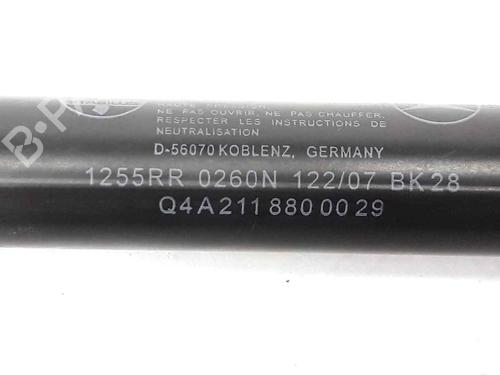 NE PAS OUVRIR, NE PAS CHAUFFER.
RESPECTER LES INSTRUCTIONS DE
NEUTRALISATION
D-56070 KOBLENZ, GERMANY
1255RR 0260N 122/07 BK28
Q4A211 880 00 29